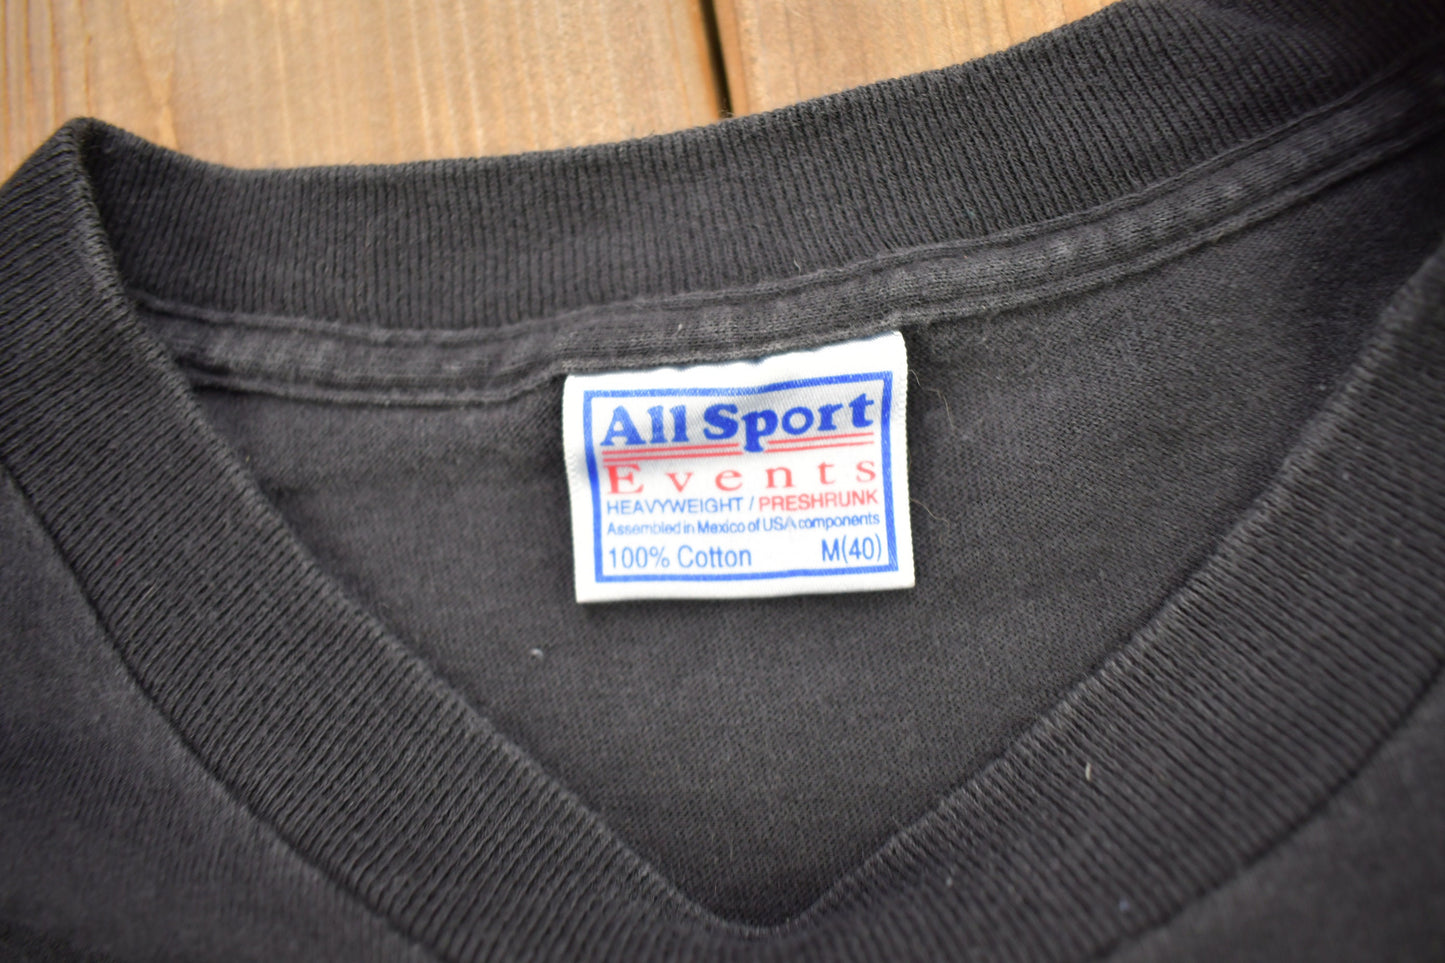 All Sport
Events
HEAVYWEIGHT / PRESHRUNK
Assembled in Mexico of USA components
100% Cotton M(40)